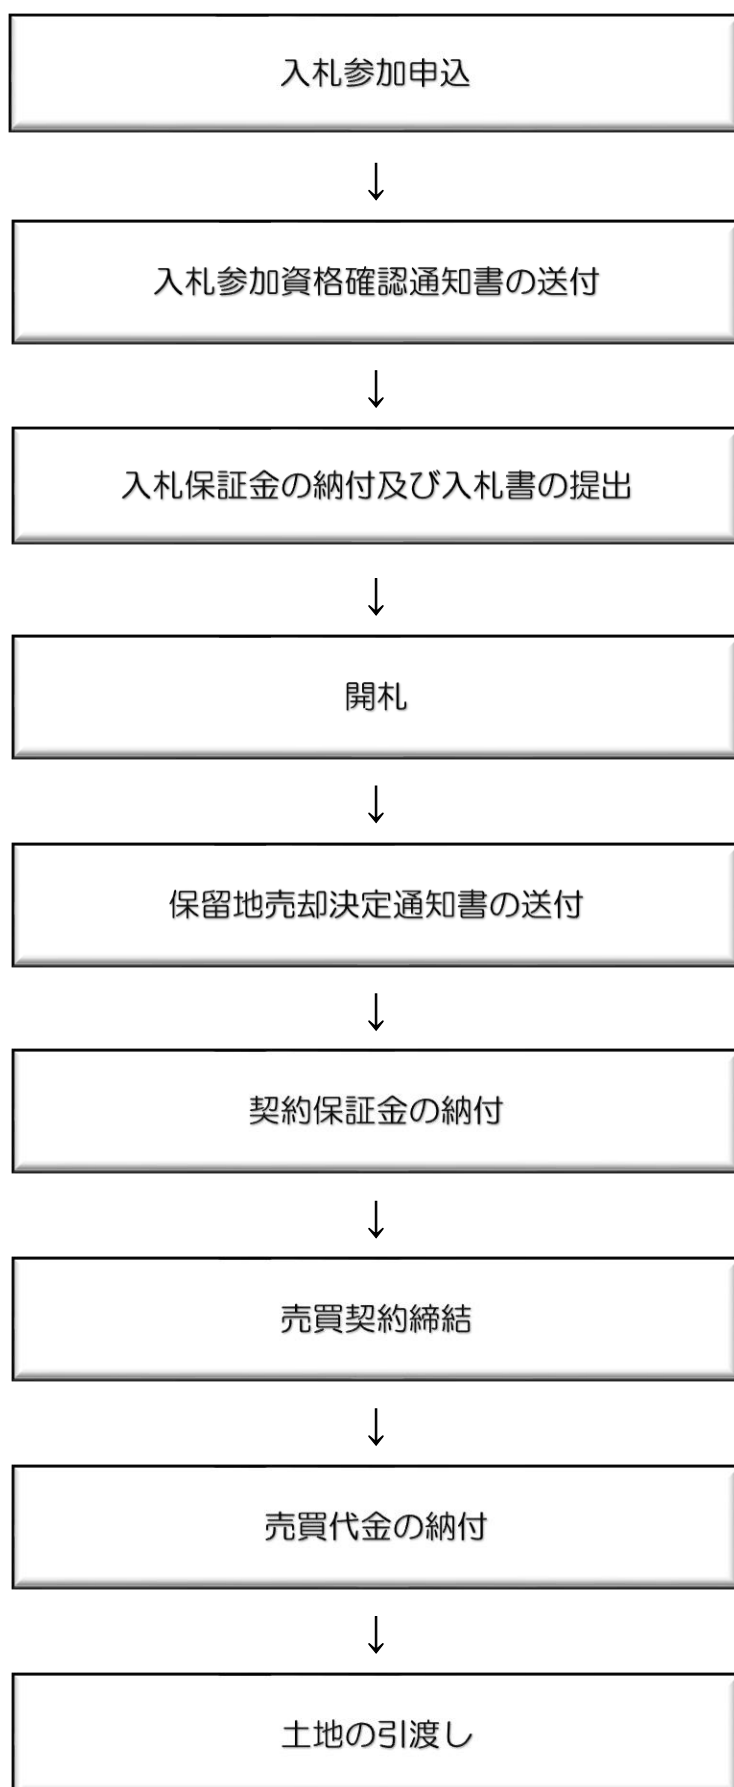 入札参加申込
↓
入札参加資格確認通知書の送付
↓
入札保証金の納付及び入札書の提出
↓
開札
↓
保留地売却決定通知書の送付
↓
契約保証金の納付
↓
売買契約締結
↓
売買代金の納付
↓
土地の引渡し